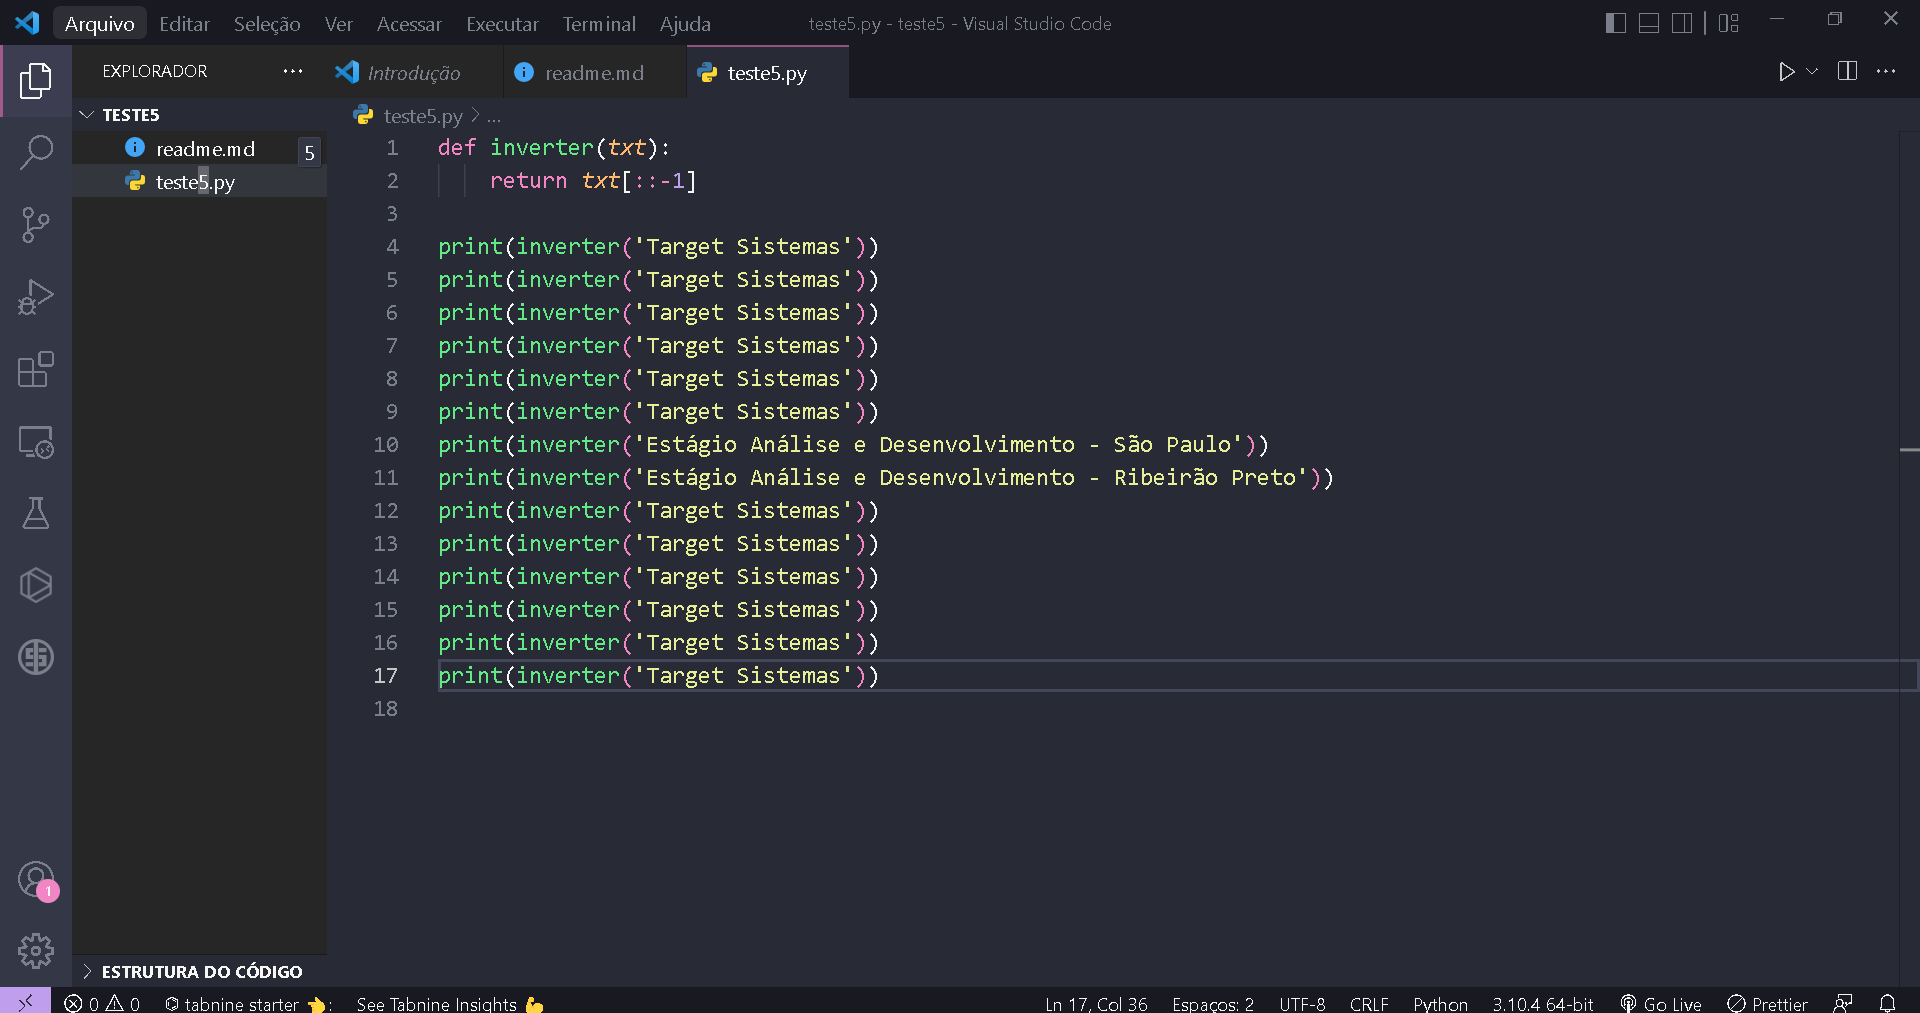 Arquivo Editar Seleção Ver Acessar Executar Terminal Ajuda teste5.py - teste5 - Visual Studio Code
EXPLORADOR ··· Introdução readme.md teste5.py ···
TESTE5
readme.md 5
teste5.py
teste5.py > ...
1 def inverter(txt):
2 return txt[::-1]
3
4 print(inverter('Target Sistemas'))
5 print(inverter('Target Sistemas'))
6 print(inverter('Target Sistemas'))
7 print(inverter('Target Sistemas'))
8 print(inverter('Target Sistemas'))
9 print(inverter('Target Sistemas'))
10 print(inverter('Estágio Análise e Desenvolvimento - São Paulo'))
11 print(inverter('Estágio Análise e Desenvolvimento - Ribeirão Preto'))
12 print(inverter('Target Sistemas'))
13 print(inverter('Target Sistemas'))
14 print(inverter('Target Sistemas'))
15 print(inverter('Target Sistemas'))
16 print(inverter('Target Sistemas'))
17 print(inverter('Target Sistemas'))
18
1
ESTRUTURA DO CÓDIGO
0 0 tabnine starter 👈: See Tabnine Insights 💪 Ln 17, Col 36 Espaços: 2 UTF-8 CRLF Python 3.10.4 64-bit Go Live Prettier